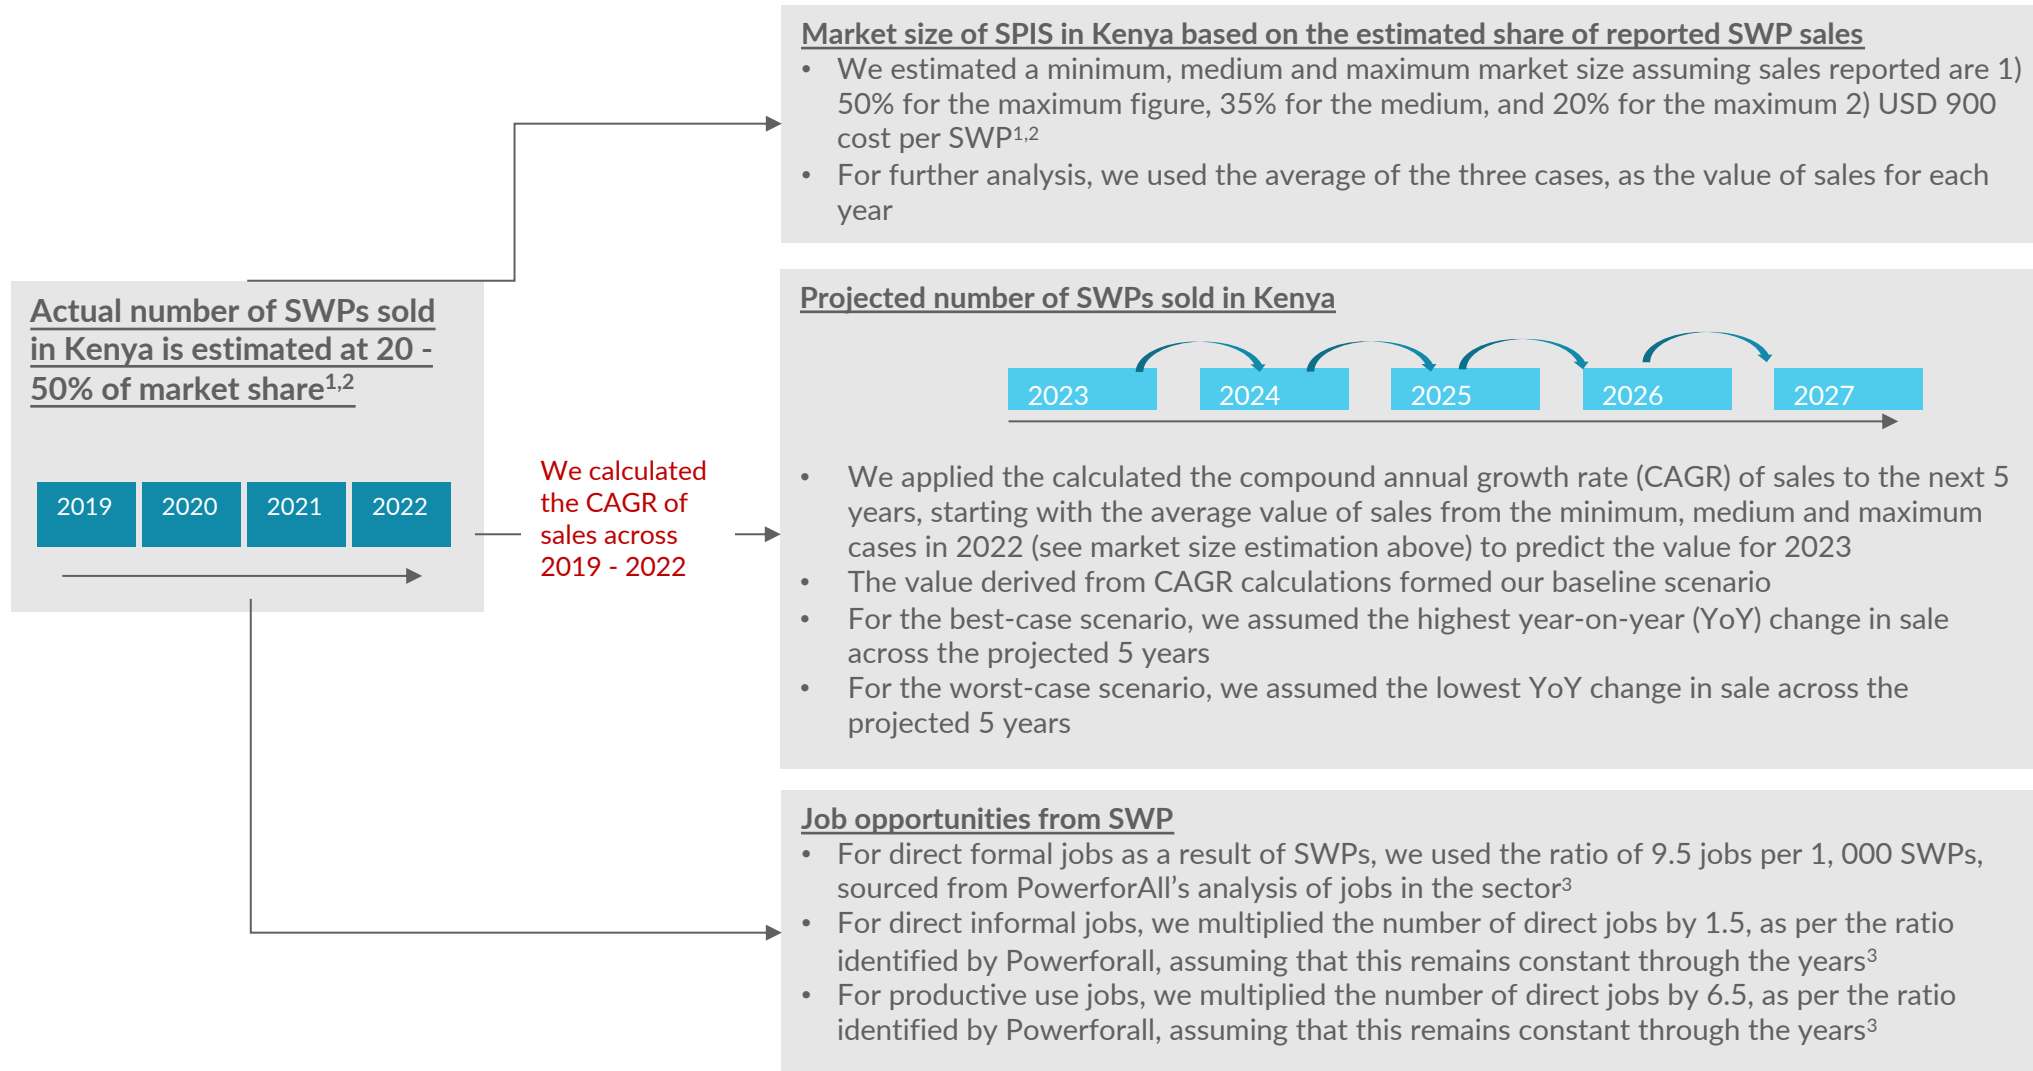 Market size of SPIS in Kenya based on the estimated share of reported SWP sales
• We estimated a minimum, medium and maximum market size assuming sales reported are 1)
50% for the maximum figure, 35% for the medium, and 20% for the maximum 2) USD 900
cost per SWP1,2
• For further analysis, we used the average of the three cases, as the value of sales for each
year
Actual number of SWPs sold
in Kenya is estimated at 20 -
50% of market share1,2
2019 2020 2021 2022
We calculated
the CAGR of
sales across
2019 - 2022
Projected number of SWPs sold in Kenya
2023 2024 2025 2026 2027
• We applied the calculated the compound annual growth rate (CAGR) of sales to the next 5
years, starting with the average value of sales from the minimum, medium and maximum
cases in 2022 (see market size estimation above) to predict the value for 2023
• The value derived from CAGR calculations formed our baseline scenario
• For the best-case scenario, we assumed the highest year-on-year (YoY) change in sale
across the projected 5 years
• For the worst-case scenario, we assumed the lowest YoY change in sale across the
projected 5 years
Job opportunities from SWP
• For direct formal jobs as a result of SWPs, we used the ratio of 9.5 jobs per 1, 000 SWPs,
sourced from PowerforAll’s analysis of jobs in the sector3
• For direct informal jobs, we multiplied the number of direct jobs by 1.5, as per the ratio
identified by Powerforall, assuming that this remains constant through the years3
• For productive use jobs, we multiplied the number of direct jobs by 6.5, as per the ratio
identified by Powerforall, assuming that this remains constant through the years3